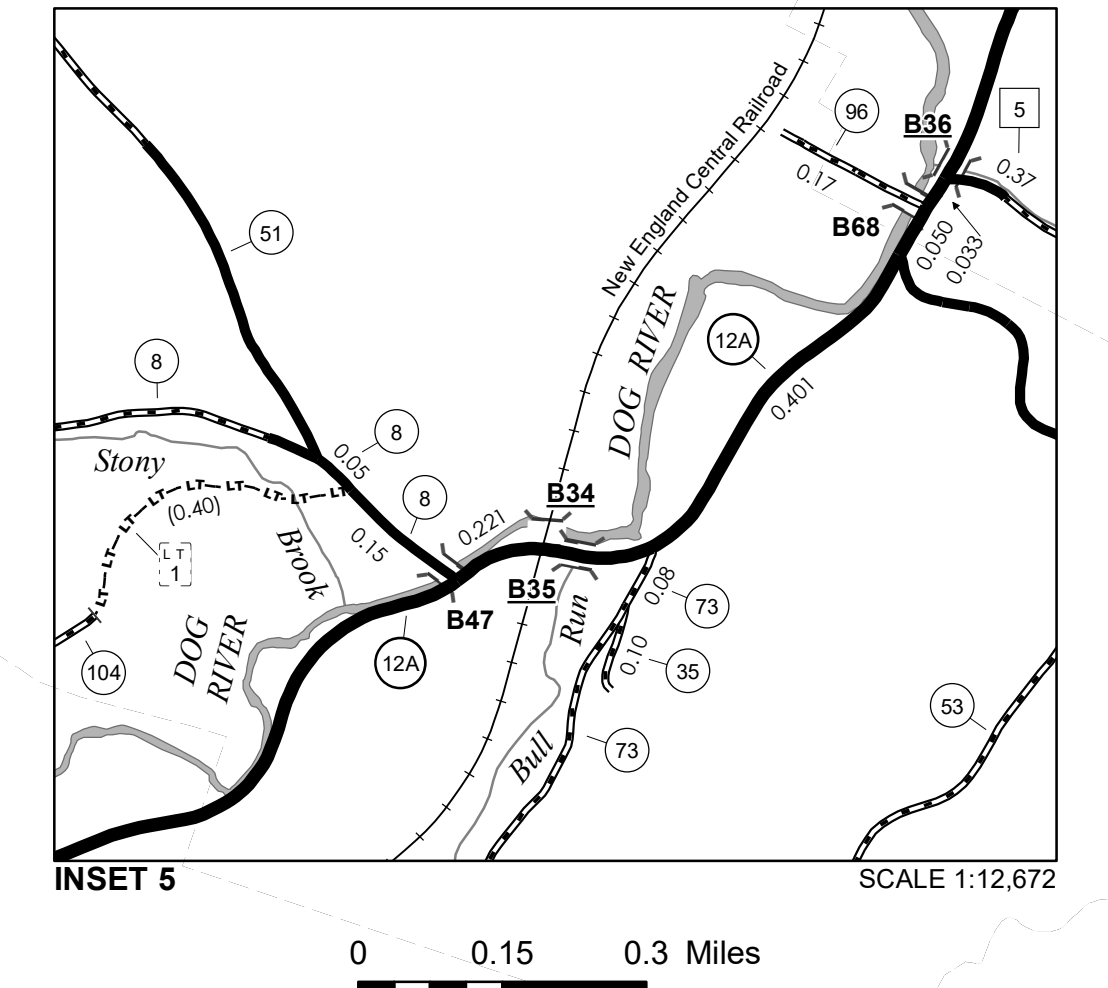 New England Central Railroad
96
B36
5
0.17
0.37
B68
0.050
0.033
51
DOG RIVER
12A
8
0.401
8
0.05
Stony
8
B34
LT LT LT LT LT LT
(0.40)
0.221
LT
Brook
0.15
LT
LT
1
B35
LT
B47
Run
0.08
73
DOG
RIVER
12A
0.10
35
104
53
Bull
73
INSET 5
SCALE 1:12,672
0 0.15 0.3 Miles